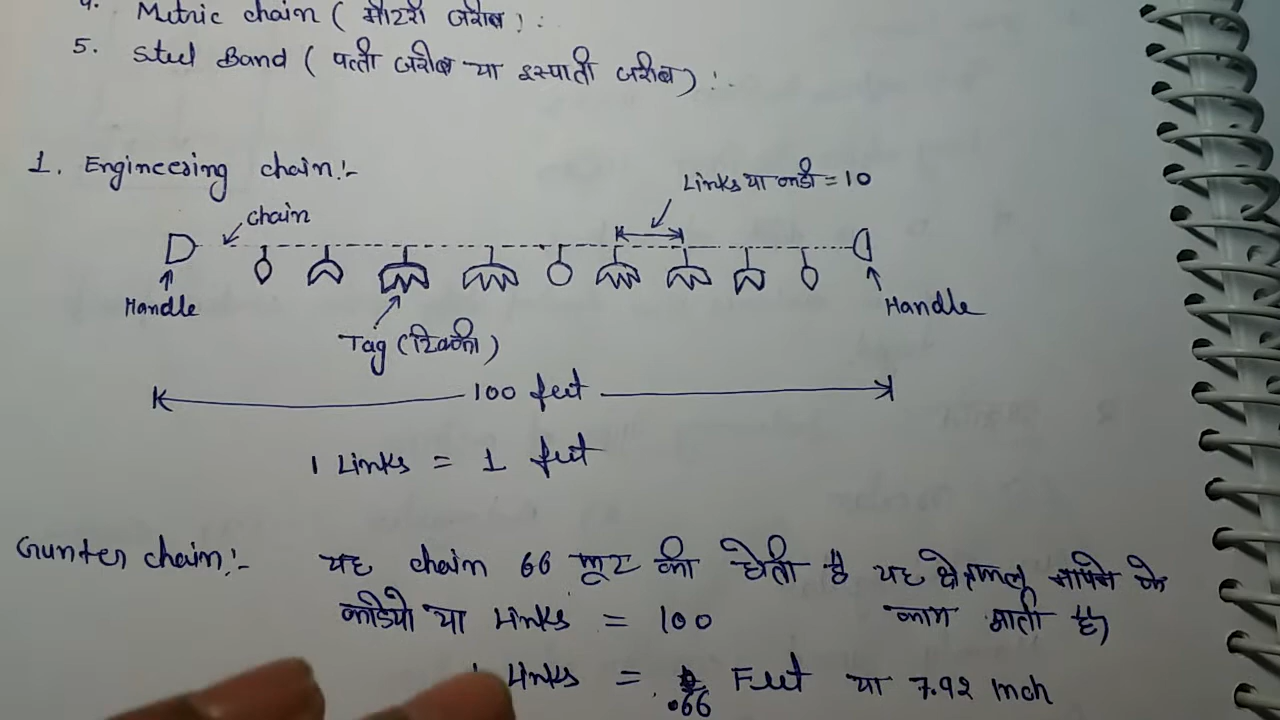 4. Metric chain ( मीटरी जरीब ) :
5. Steel Band ( पत्ती जरीब या इस्पाती जरीब) :-
1. Engineering chain:-
Links या कडी = 10
chain
Handle
Handle
Tag (टिक्की)
100 feet
1 Links = 1 feet
Gunter chain:- यह chain 66 फूट की होती है यह क्षेत्रफल मापने के
कडियो या Links = 100 काम आती है)
1 Links = .66 Feet या 7.92 Inch